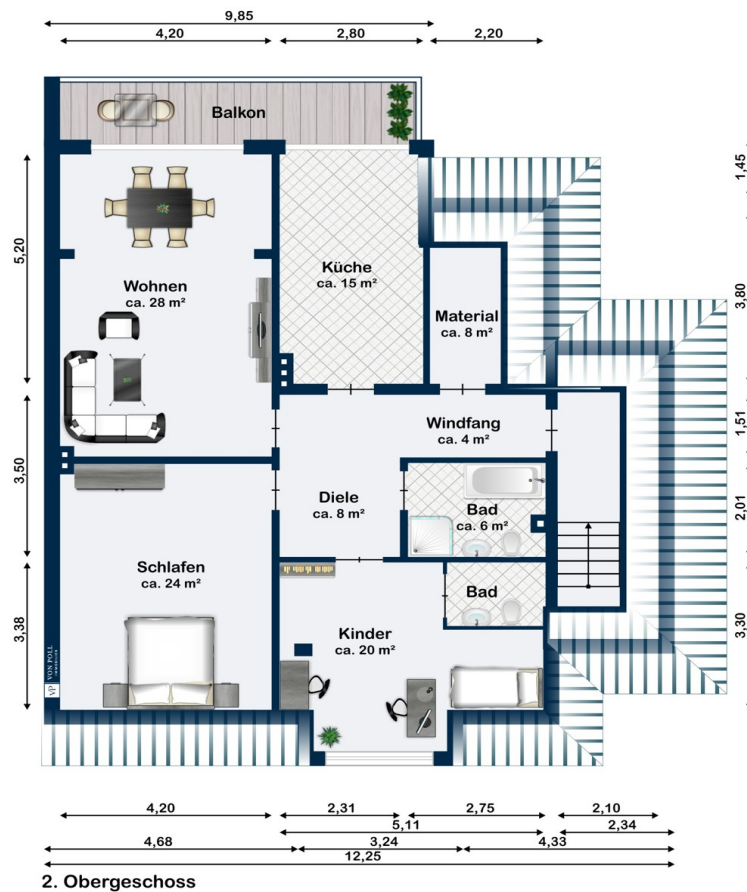 9,85
4,20 2,80 2,20
Balkon
1,45
5,20
Wohnen
ca. 28 m²
Küche
ca. 15 m²
Material
ca. 8 m²
3,80
Windfang
ca. 4 m²
1,51
3,50
Diele
ca. 8 m²
Bad
ca. 6 m²
2,01
Schlafen
ca. 24 m²
Bad
3,38
Kinder
ca. 20 m²
3,30
VON POLL
IMMOBILIEN
VP
4,20 2,31 2,75 2,10
5,11 2,34
4,68 3,24 4,33
12,25
2. Obergeschoss